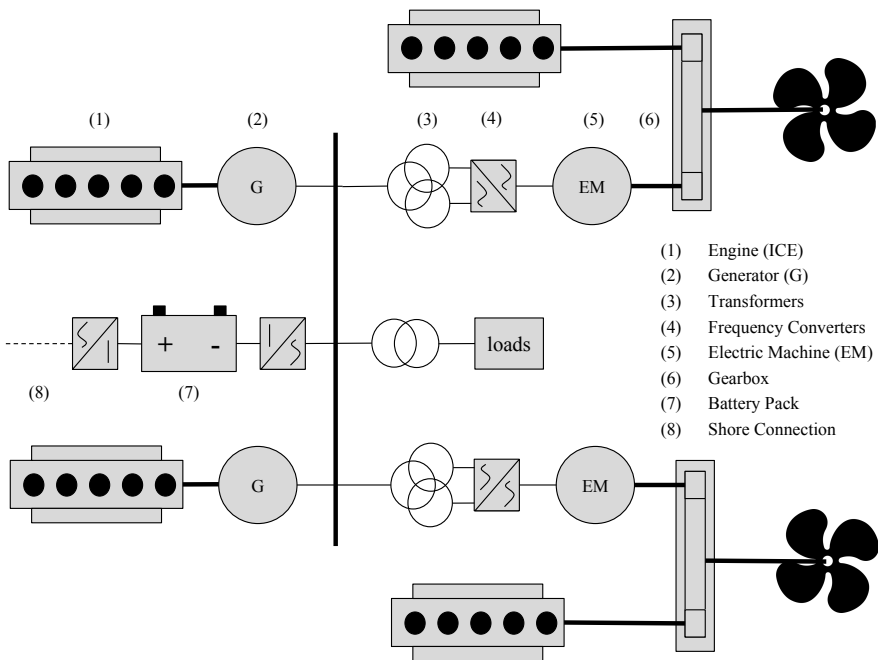 (1)
(2)
(3)
(4)
(5)
(6)
G
EM
(1) Engine (ICE)
(2) Generator (G)
(3) Transformers
(4) Frequency Converters
(5) Electric Machine (EM)
(6) Gearbox
(7) Battery Pack
(8) Shore Connection
+ -
loads
(8)
(7)
G
EM